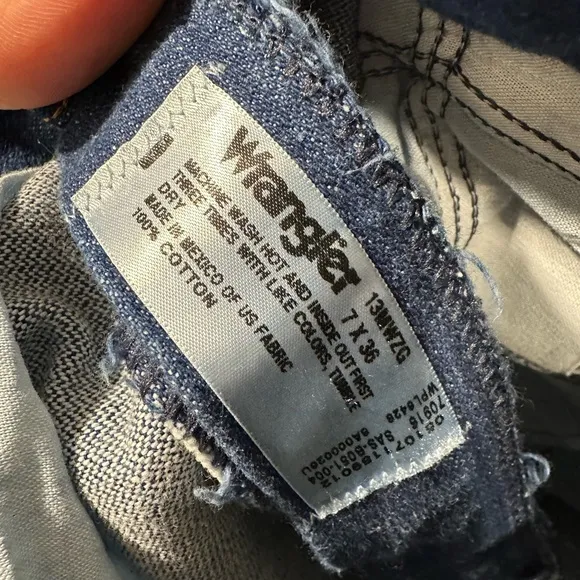 Wrangler
13MWZG
7 X 36
MACHINE WASH HOT AND INSIDE OUT FIRST
THREE TIMES WITH LIKE COLORS. TUMBLE
DRY
MADE IN MEXICO OF US FABRIC
100% COTTON
WPL6428
70916